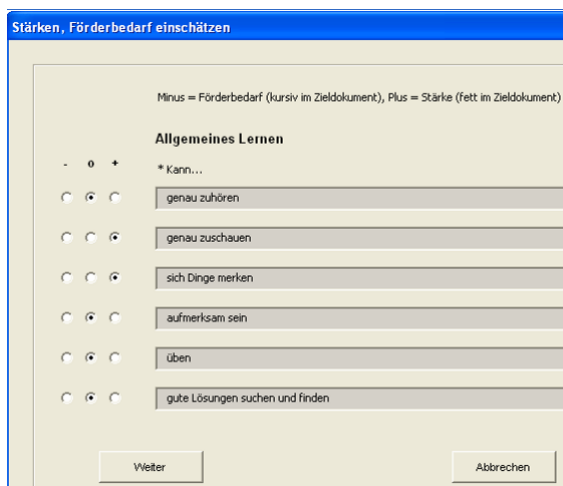 Stärken, Förderbedarf einschätzen
Minus = Förderbedarf (kursiv im Zieldokument), Plus = Stärke (fett im Zieldokument)
Allgemeines Lernen
- o +
* Kann...
genau zuhören
genau zuschauen
sich Dinge merken
aufmerksam sein
üben
gute Lösungen suchen und finden
Weiter Abbrechen